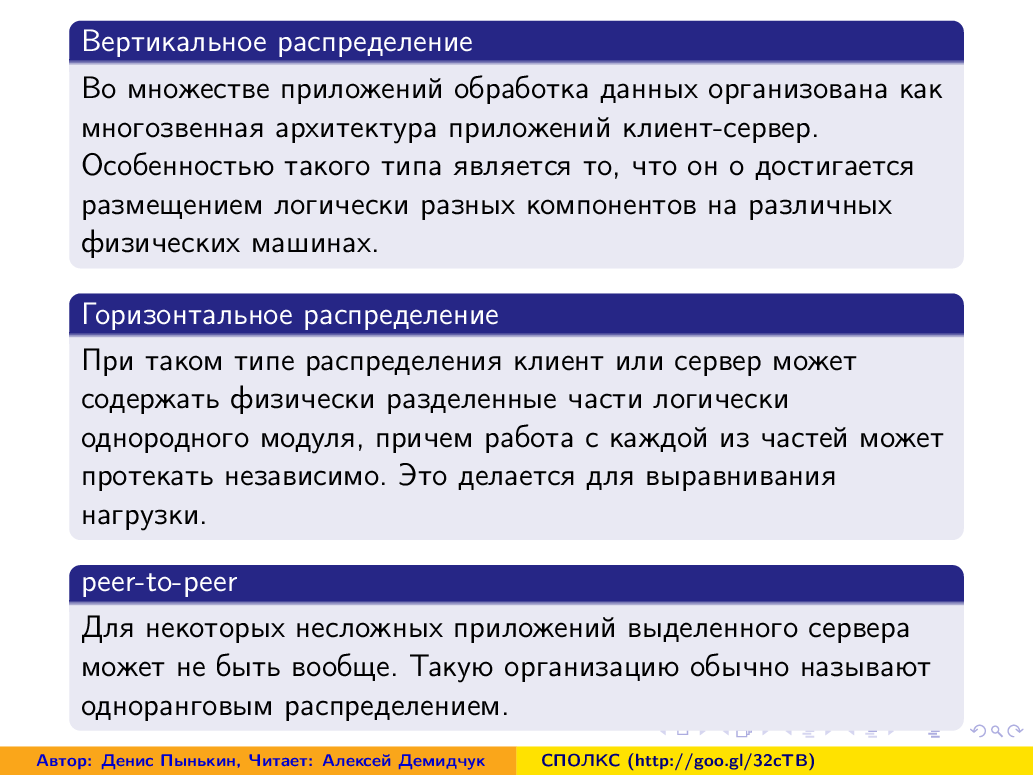 Вертикальное распределение
Во множестве приложений обработка данных организована как
многозвенная архитектура приложений клиент-сервер.
Особенностью такого типа является то, что он о достигается
размещением логически разных компонентов на различных
физических машинах.
Горизонтальное распределение
При таком типе распределения клиент или сервер может
содержать физически разделенные части логически
однородного модуля, причем работа с каждой из частей может
протекать независимо. Это делается для выравнивания
нагрузки.
peer-to-peer
Для некоторых несложных приложений выделенного сервера
может не быть вообще. Такую организацию обычно называют
одноранговым распределением.
Автор: Денис Пынькин, Читает: Алексей Демидчук
СПОЛКС (http://goo.gl/32cTB)